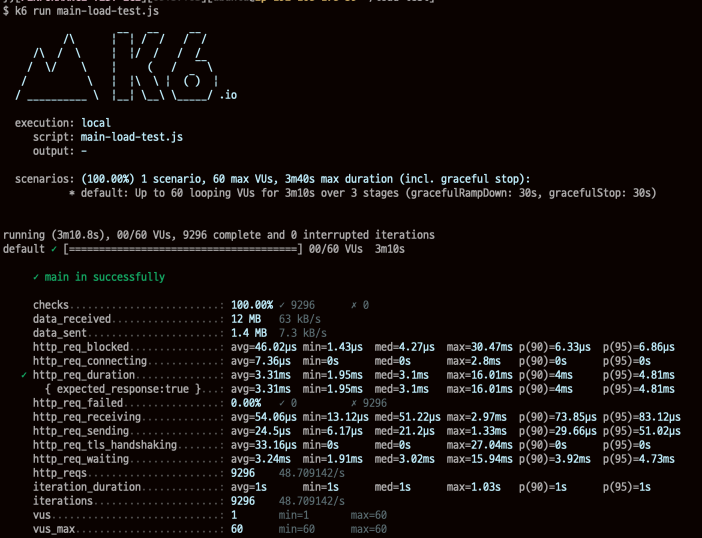 $ k6 run main-load-test.js
.io
execution: local
script: main-load-test.js
output: -
scenarios: (100.00%) 1 scenario, 60 max VUs, 3m40s max duration (incl. graceful stop):
* default: Up to 60 looping VUs for 3m10s over 3 stages (gracefulRampDown: 30s, gracefulStop: 30s)
running (3m10.8s), 00/60 VUs, 9296 complete and 0 interrupted iterations
default ✓ [======================================] 00/60 VUs  3m10s
✓ main in successfully
checks.........................: 100.00% ✓ 9296      ✗ 0
data_received..................: 12 MB   63 kB/s
data_sent......................: 1.4 MB  7.3 kB/s
http_req_blocked...............: avg=46.02µs min=1.43µs  med=4.27µs  max=30.47ms p(90)=6.33µs  p(95)=6.86µs
http_req_connecting............: avg=7.36µs  min=0s      med=0s      max=2.8ms   p(90)=0s      p(95)=0s
✓ http_req_duration..............: avg=3.31ms  min=1.95ms  med=3.1ms   max=16.01ms p(90)=4ms     p(95)=4.81ms
{ expected_response:true }...: avg=3.31ms  min=1.95ms  med=3.1ms   max=16.01ms p(90)=4ms     p(95)=4.81ms
http_req_failed................: 0.00%   ✓ 0         ✗ 9296
http_req_receiving.............: avg=54.06µs min=13.12µs med=51.22µs max=2.97ms  p(90)=73.85µs p(95)=83.12µs
http_req_sending...............: avg=24.5µs  min=6.17µs  med=21.2µs  max=1.33ms  p(90)=29.66µs p(95)=51.02µs
http_req_tls_handshaking.......: avg=33.16µs min=0s      med=0s      max=27.04ms p(90)=0s      p(95)=0s
http_req_waiting...............: avg=3.24ms  min=1.91ms  med=3.02ms  max=15.94ms p(90)=3.92ms  p(95)=4.73ms
http_reqs......................: 9296    48.709142/s
iteration_duration.............: avg=1s      min=1s      med=1s      max=1.03s   p(90)=1s      p(95)=1s
iterations.....................: 9296    48.709142/s
vus............................: 1       min=1       max=60
vus_max........................: 60      min=60      max=60